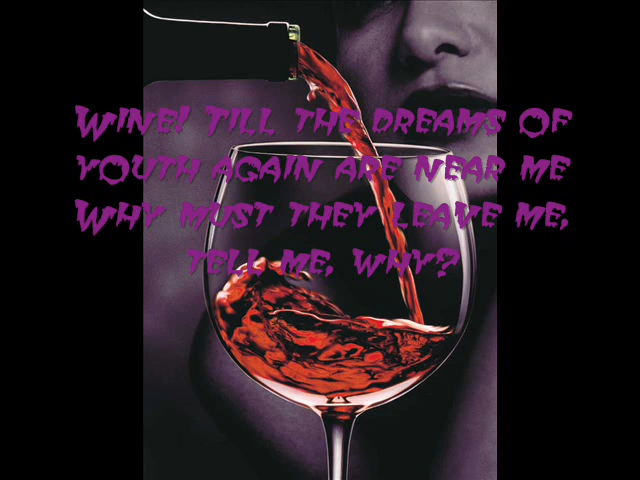 Wine! Till the dreams of
youth again are near me
Why must they leave me,
tell me, why?